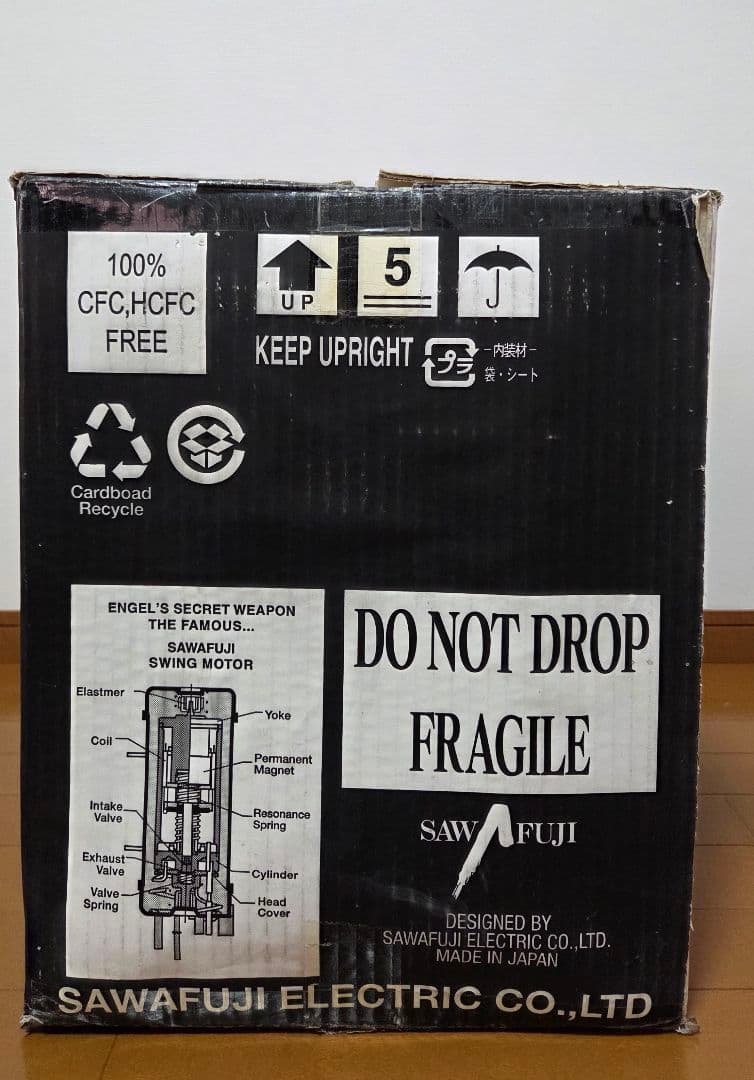 100%
CFC,HCFC
FREE
UP
5
KEEP UPRIGHT
プラ
-内装材-
袋・シート
Cardboad
Recycle
ENGEL'S SECRET WEAPON
THE FAMOUS...
SAWAFUJI
SWING MOTOR
Elastmer
Yoke
Coil
Permanent
Magnet
Intake
Valve
Resonance
Spring
Exhaust
Valve
Cylinder
Valve
Spring
Head
Cover
DO NOT DROP
FRAGILE
SAWAFUJI
DESIGNED BY
SAWAFUJI ELECTRIC CO.,LTD.
MADE IN JAPAN
SAWAFUJI ELECTRIC CO.,LTD